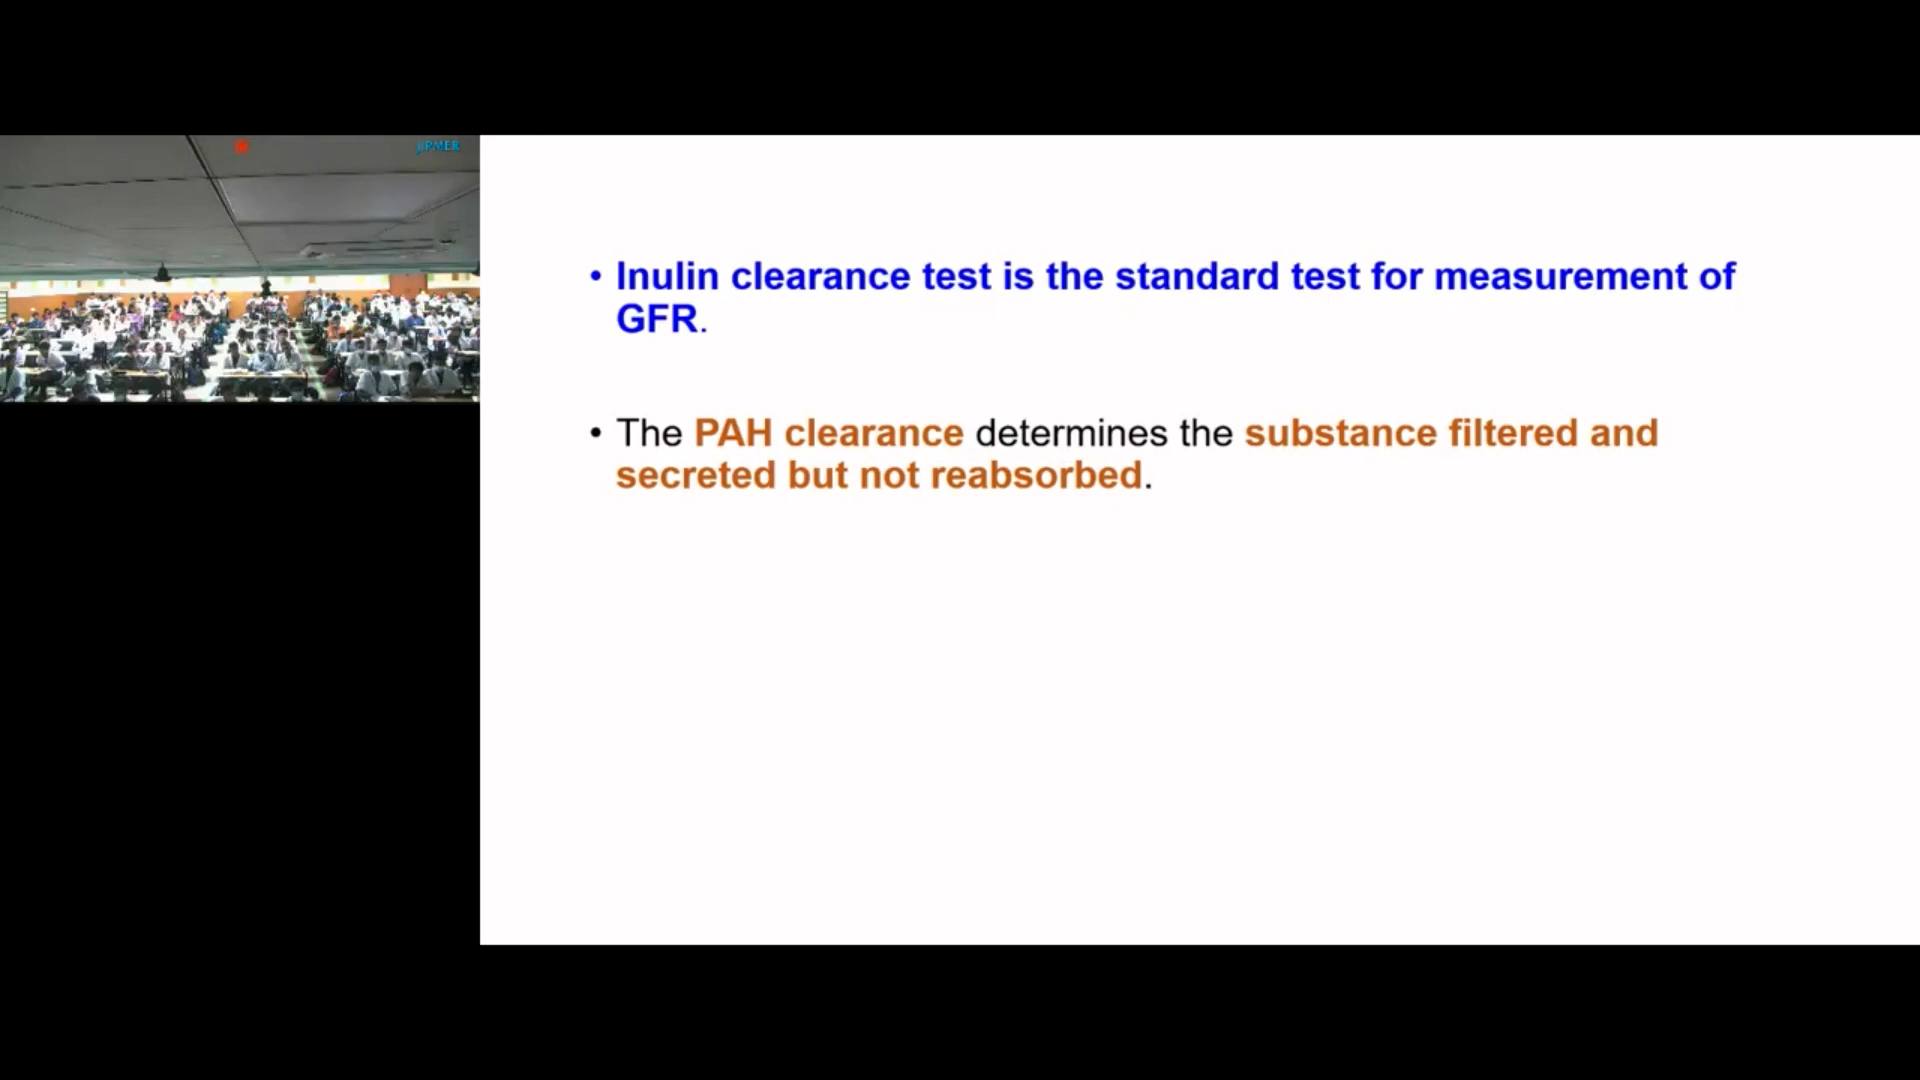 JIPMER
• Inulin clearance test is the standard test for measurement of
GFR.
• The PAH clearance determines the substance filtered and
secreted but not reabsorbed.